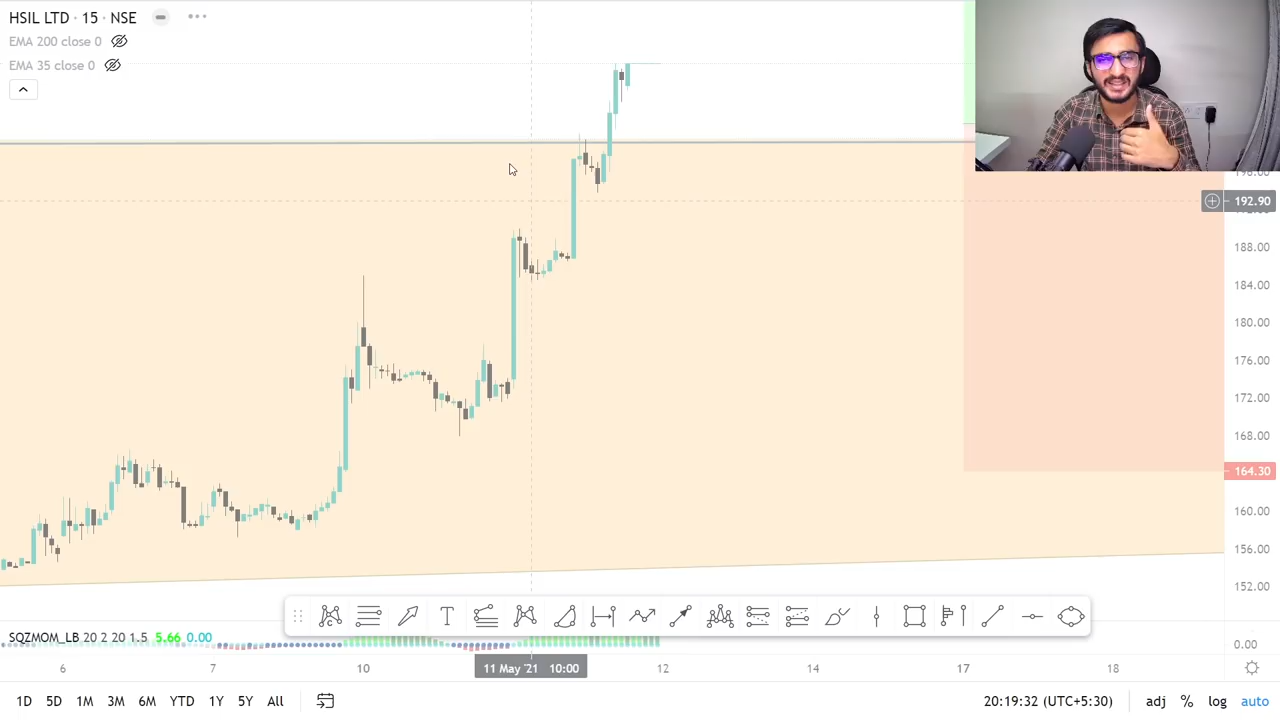 HSIL LTD · 15 · NSE
EMA 200 close 0
EMA 35 close 0
192.90
188.00
184.00
180.00
176.00
172.00
168.00
164.30
160.00
156.00
152.00
T
SQZMOM_LB 20 2 20 1.5 5.66 0.00
0.00
6 7 10 11 May '21 10:00 12 13 14 17 18
1D 5D 1M 3M 6M YTD 1Y 5Y All
20:19:32 (UTC+5:30) adj % log auto